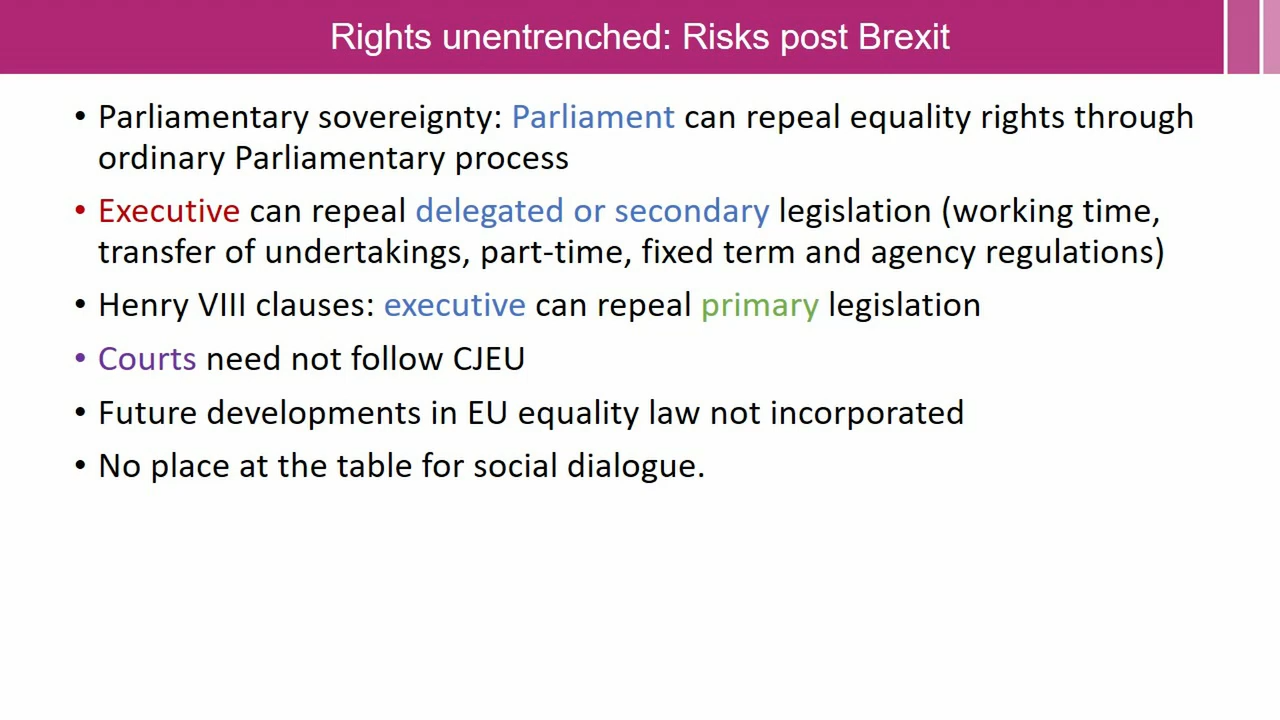 Rights unentrenched: Risks post Brexit
• Parliamentary sovereignty: Parliament can repeal equality rights through
ordinary Parliamentary process
• Executive can repeal delegated or secondary legislation (working time,
transfer of undertakings, part-time, fixed term and agency regulations)
• Henry VIII clauses: executive can repeal primary legislation
• Courts need not follow CJEU
• Future developments in EU equality law not incorporated
• No place at the table for social dialogue.